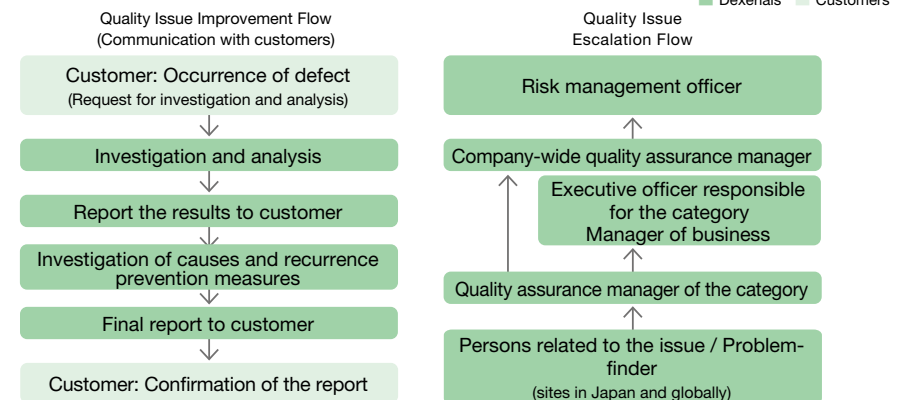 Dexerials Customers
Quality Issue Improvement Flow
(Communication with customers)
Customer: Occurrence of defect
(Request for investigation and analysis)
Investigation and analysis
Report the results to customer
Investigation of causes and recurrence
prevention measures
Final report to customer
Customer: Confirmation of the report
Quality Issue
Escalation Flow
Risk management officer
Company-wide quality assurance manager
Executive officer responsible
for the category
Manager of business
Quality assurance manager of the category
Persons related to the issue / Problem-
finder
(sites in Japan and globally)